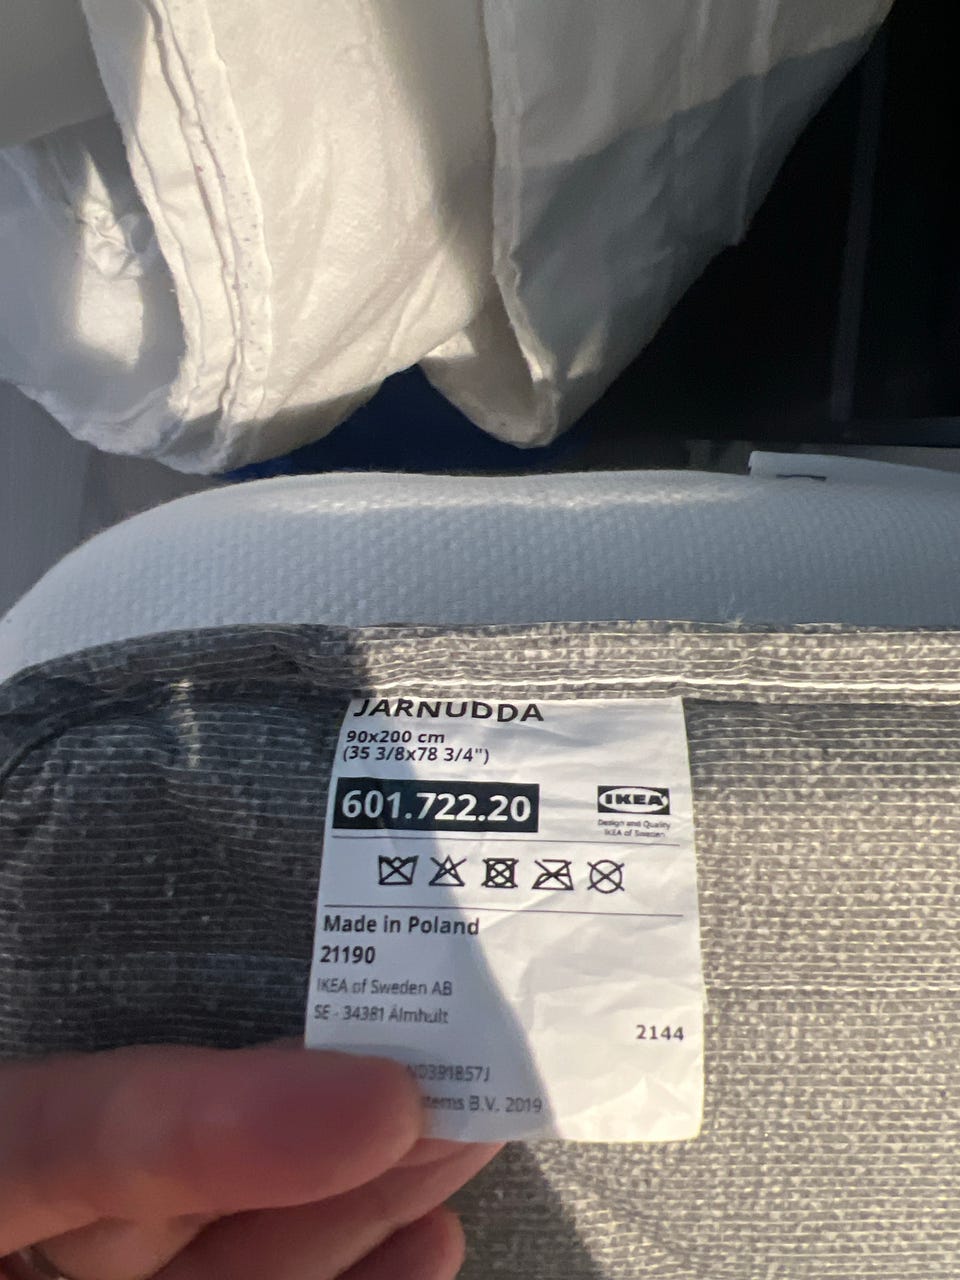 JARNUDDA
90x200 cm
(35 3/8x78 3/4")
601.722.20
IKEA
Design and Quality
IKEA of Sweden
Made in Poland
21190
IKEA of Sweden AB
SE - 34381 Älmhult
2144
B.V. 2019